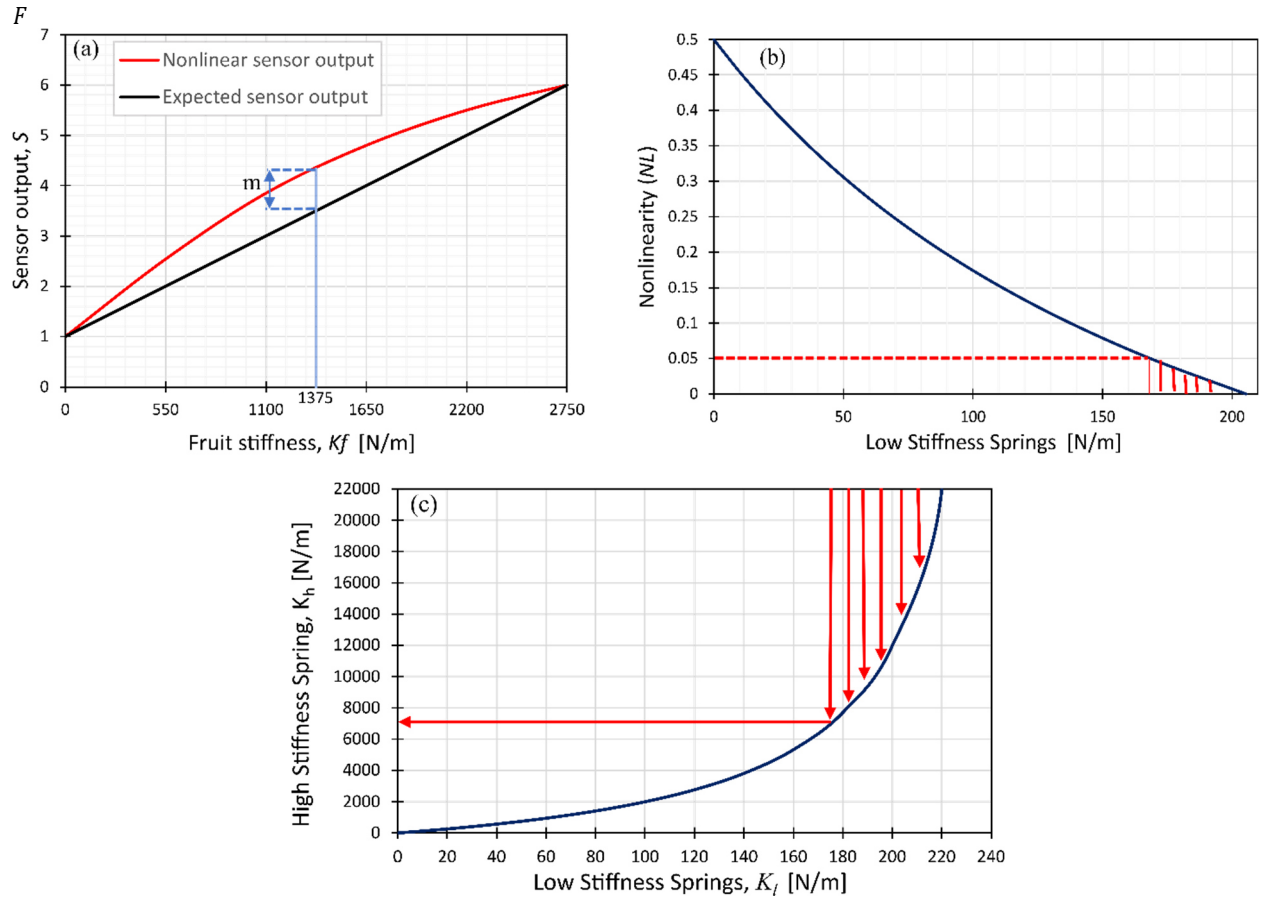 F
(a)
Nonlinear sensor output
Expected sensor output
m
Sensor output, S
7
6
5
4
3
2
1
0
0 550 1100 1375 1650 2200 2750
Fruit stiffness, Kf [N/m]
(b)
Nonlinearity (NL)
0.5
0.45
0.4
0.35
0.3
0.25
0.2
0.15
0.1
0.05
0
0 50 100 150 200
Low Stiffness Springs [N/m]
(c)
High Stiffness Spring, Kh [N/m]
22000
20000
18000
16000
14000
12000
10000
8000
6000
4000
2000
0
0 20 40 60 80 100 120 140 160 180 200 220 240
Low Stiffness Springs, Kl [N/m]